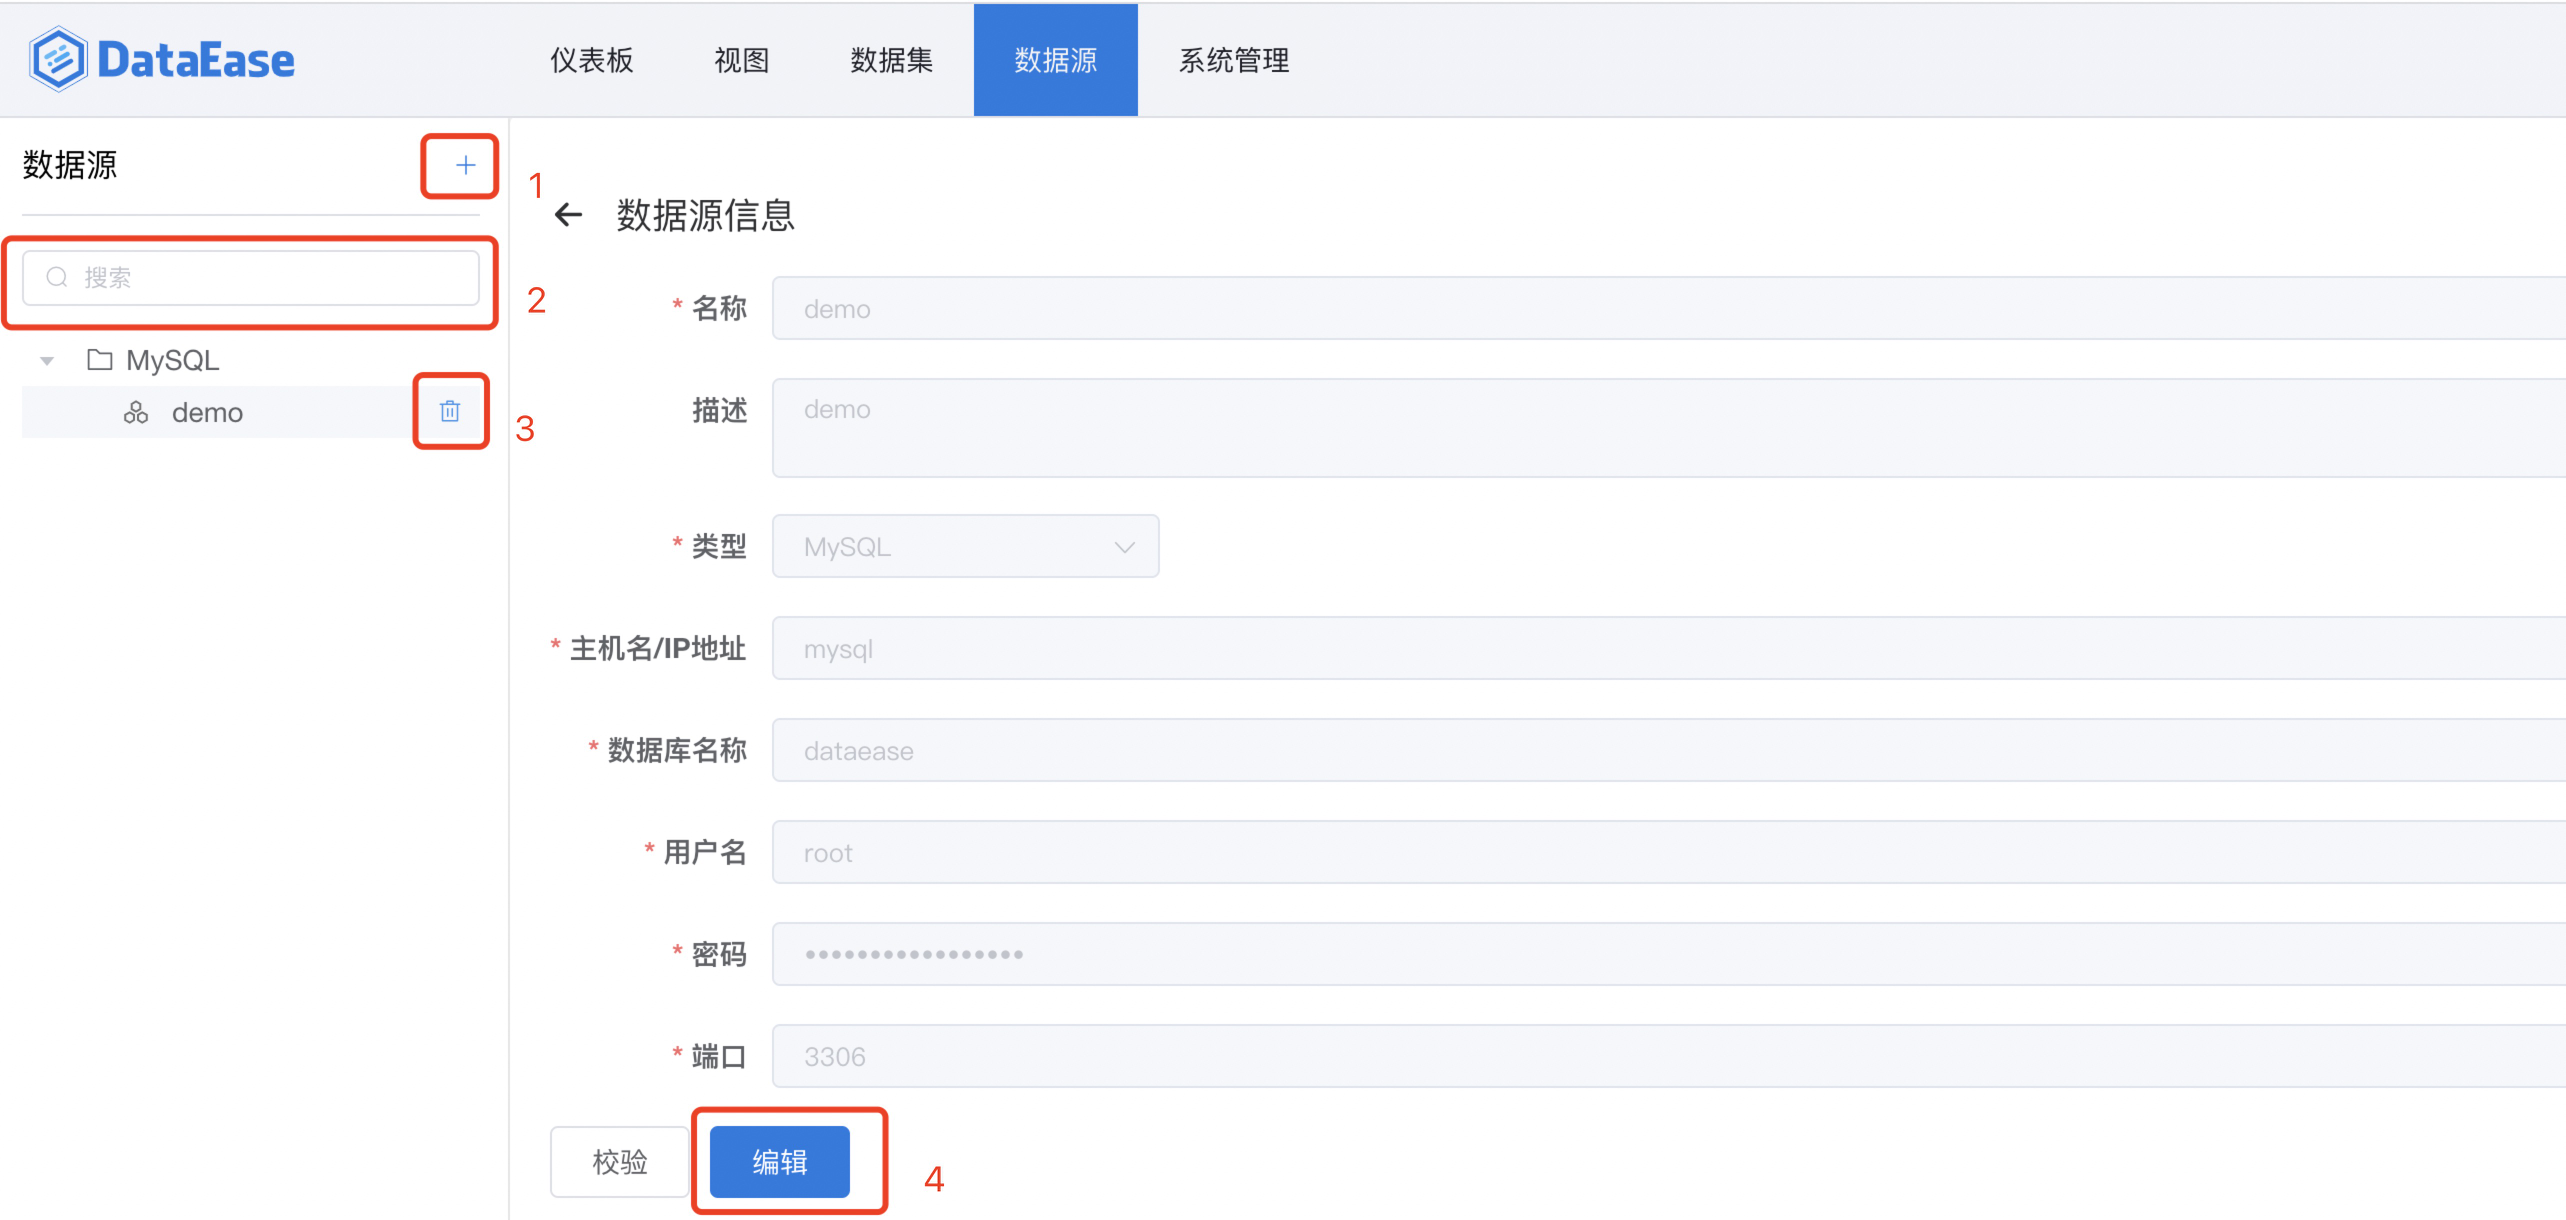 DataEase
仪表板 视图 数据集 数据源 系统管理
数据源 +
1
← 数据源信息
搜索
2
* 名称 demo
MySQL
demo
3
描述 demo
* 类型 MySQL
* 主机名/IP地址 mysql
* 数据库名称 dataease
* 用户名 root
* 密码 •••••••••••••••••
* 端口 3306
校验 编辑
4